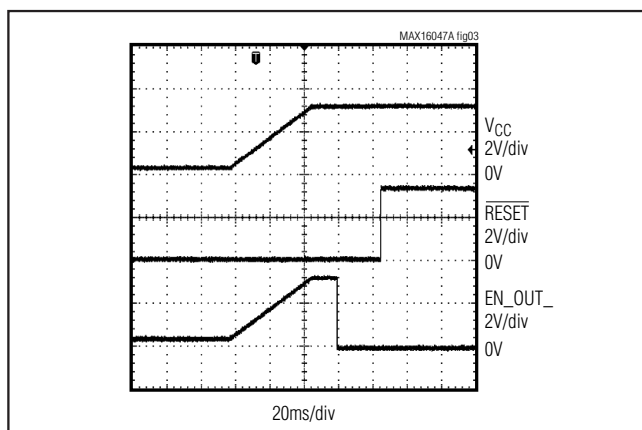 MAX16047A fig03
T
VCC
2V/div
0V
RESET
2V/div
0V
EN_OUT_
2V/div
0V
20ms/div